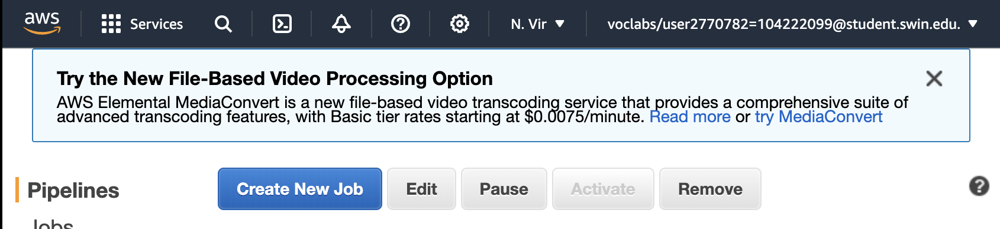 aws
Services
N. Vir
voclabs/user2770782=104222099@student.swin.edu.
Try the New File-Based Video Processing Option
AWS Elemental MediaConvert is a new file-based video transcoding service that provides a comprehensive suite of
advanced transcoding features, with Basic tier rates starting at $0.0075/minute. Read more or try MediaConvert
Pipelines
Create New Job
Edit
Pause
Activate
Remove
Jobs